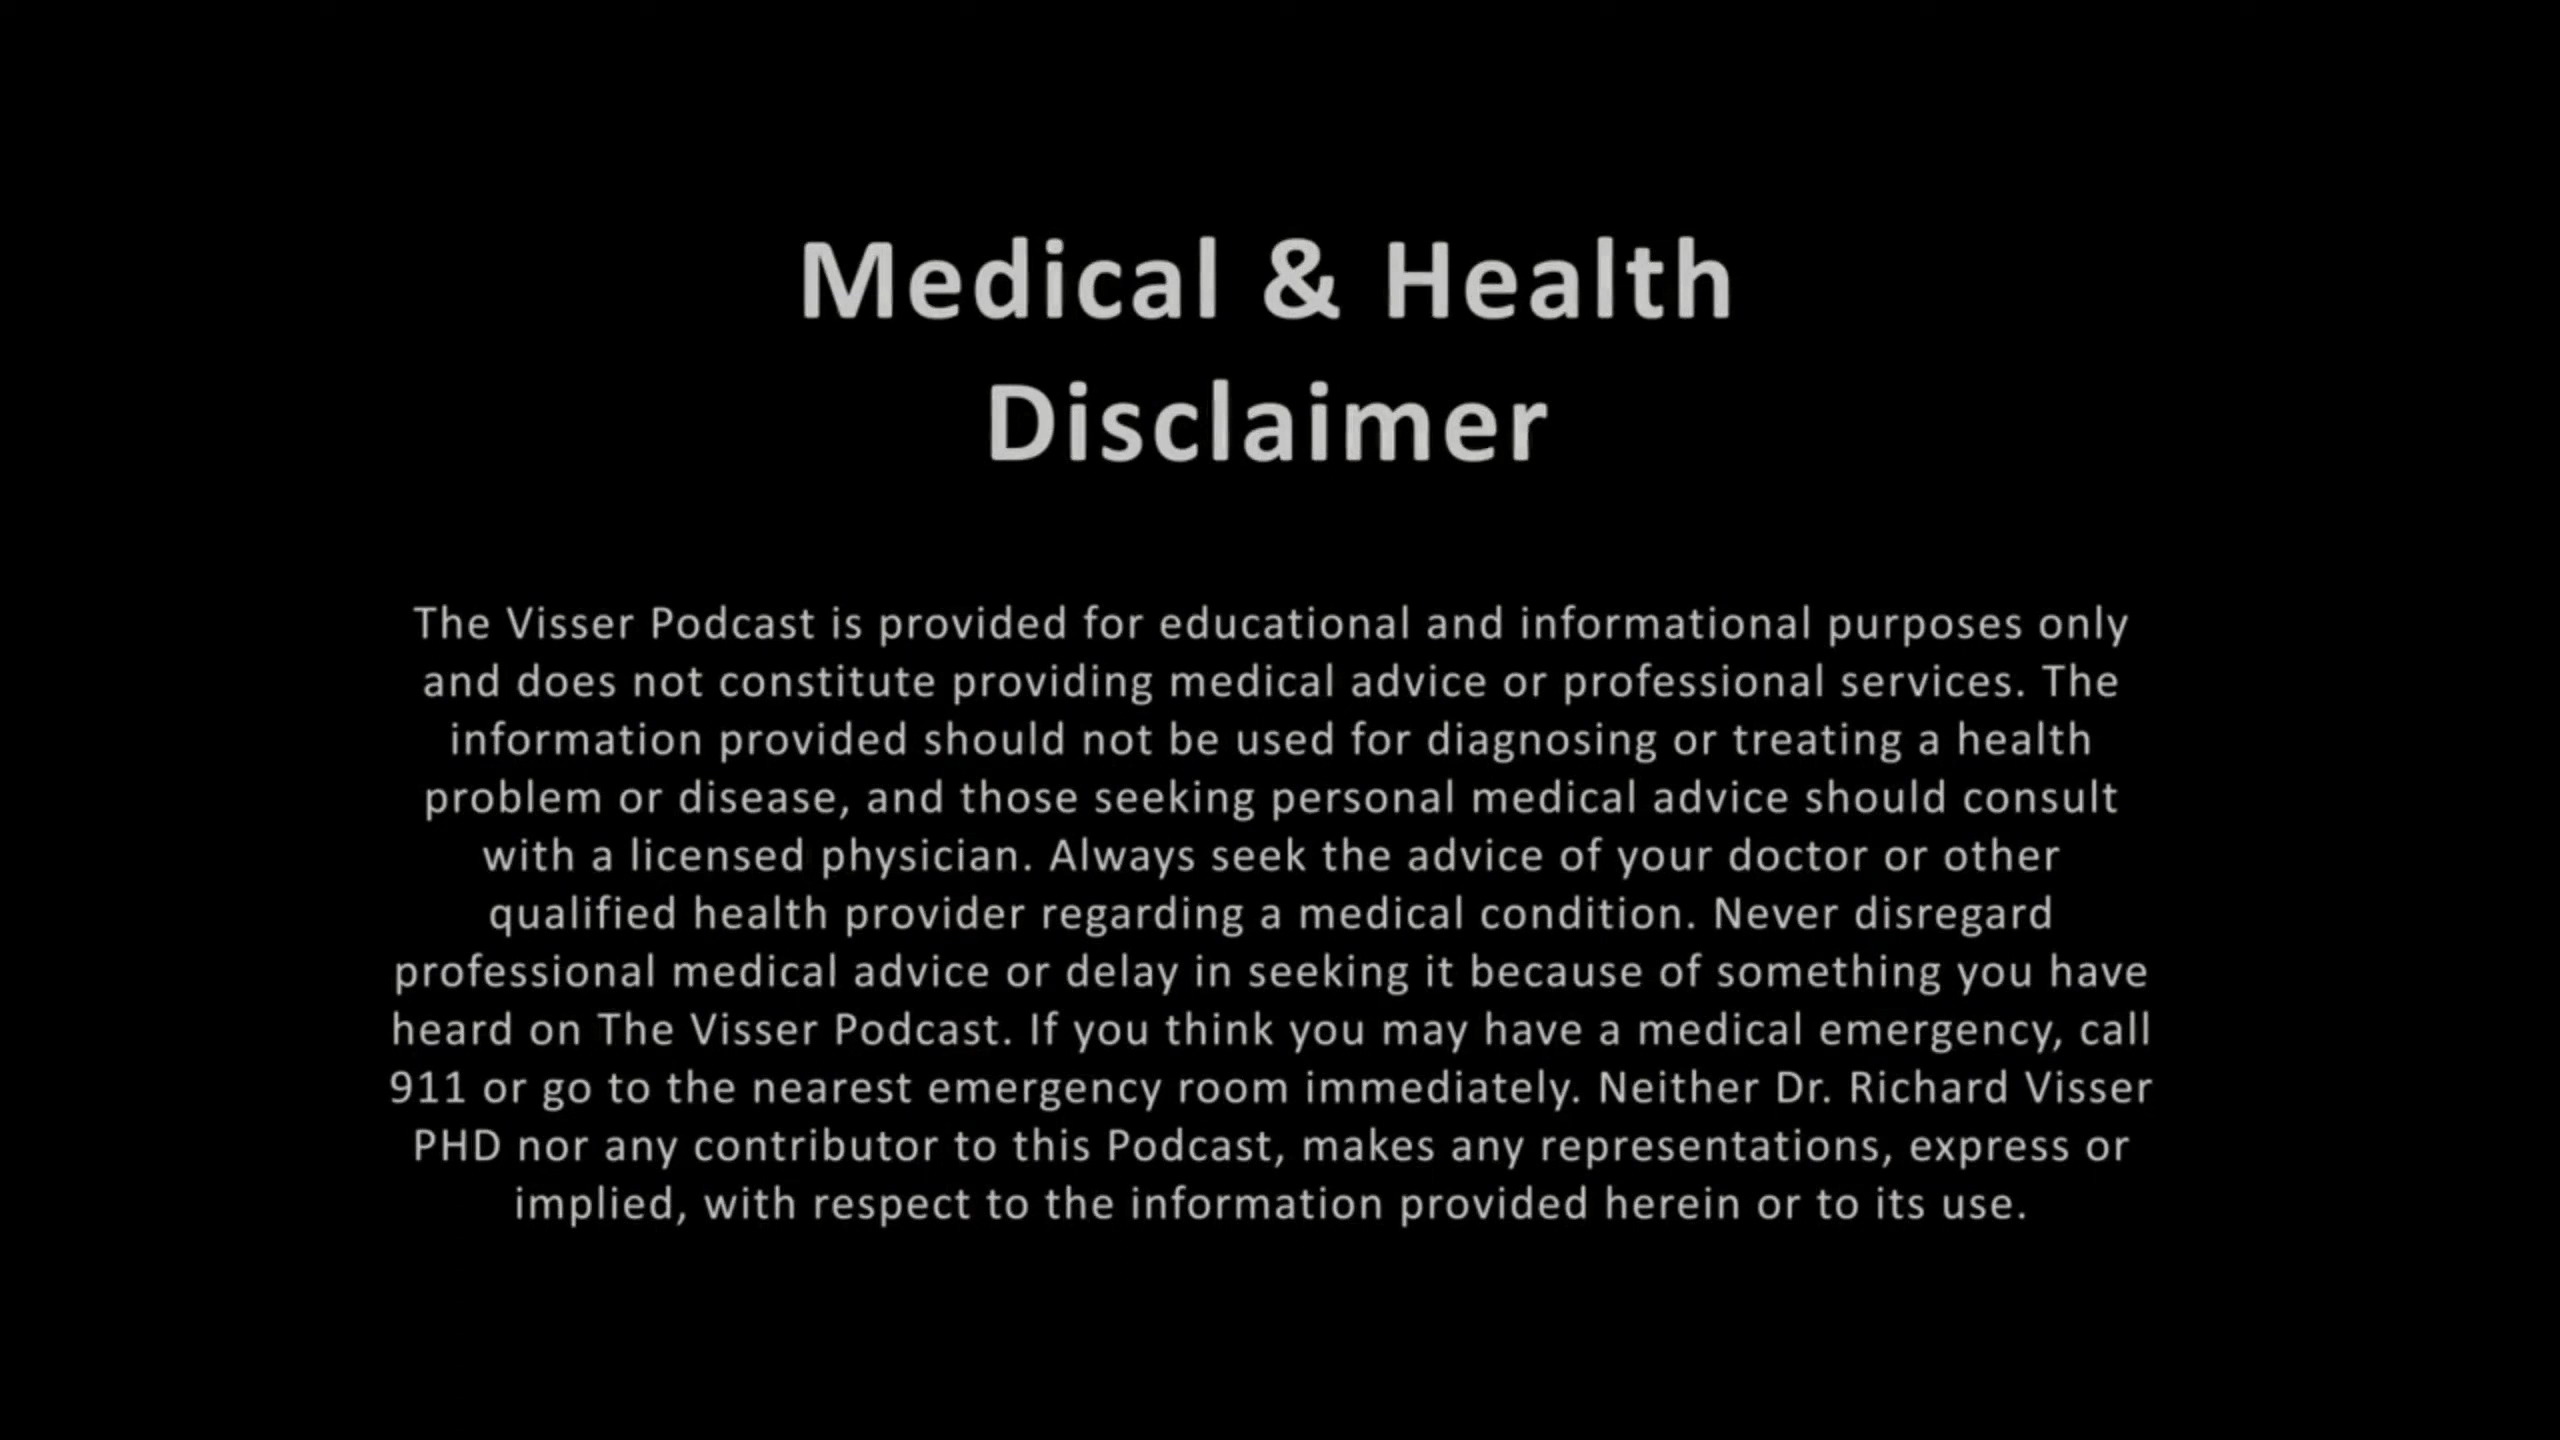 Medical & Health
Disclaimer
The Visser Podcast is provided for educational and informational purposes only
and does not constitute providing medical advice or professional services. The
information provided should not be used for diagnosing or treating a health
problem or disease, and those seeking personal medical advice should consult
with a licensed physician. Always seek the advice of your doctor or other
qualified health provider regarding a medical condition. Never disregard
professional medical advice or delay in seeking it because of something you have
heard on The Visser Podcast. If you think you may have a medical emergency, call
911 or go to the nearest emergency room immediately. Neither Dr. Richard Visser
PHD nor any contributor to this Podcast, makes any representations, express or
implied, with respect to the information provided herein or to its use.